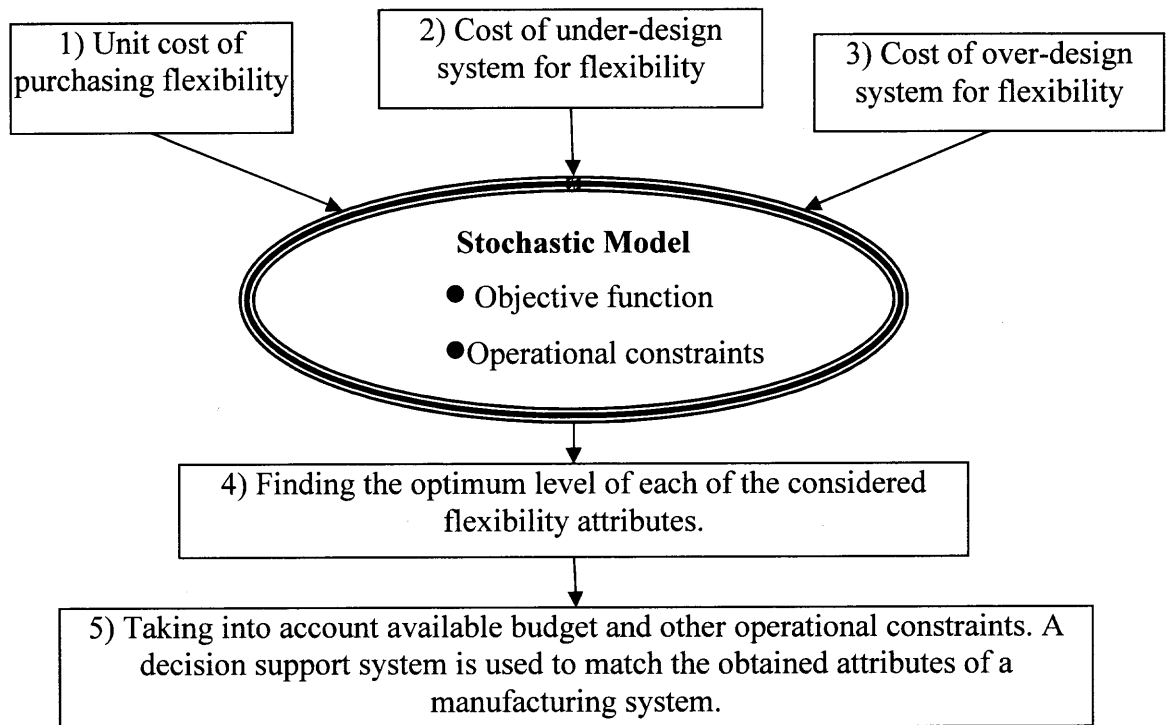 1) Unit cost of
purchasing flexibility
2) Cost of under-design
system for flexibility
3) Cost of over-design
system for flexibility
Stochastic Model
● Objective function
●Operational constraints
4) Finding the optimum level of each of the considered
flexibility attributes.
5) Taking into account available budget and other operational constraints. A
decision support system is used to match the obtained attributes of a
manufacturing system.